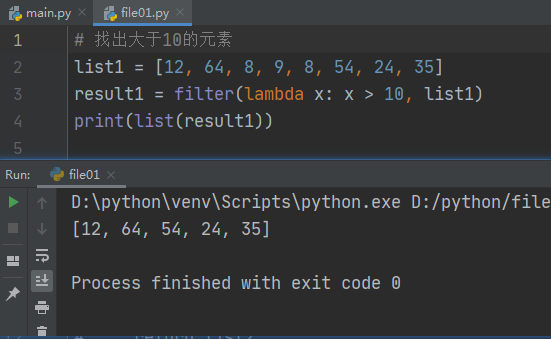 main.py
file01.py
1 # 找出大于10的元素
2 list1 = [12, 64, 8, 9, 8, 54, 24, 35]
3 result1 = filter(lambda x: x > 10, list1)
4 print(list(result1))
5
Run: file01
D:\python\venv\Scripts\python.exe D:/python/file
[12, 64, 54, 24, 35]
Process finished with exit code 0